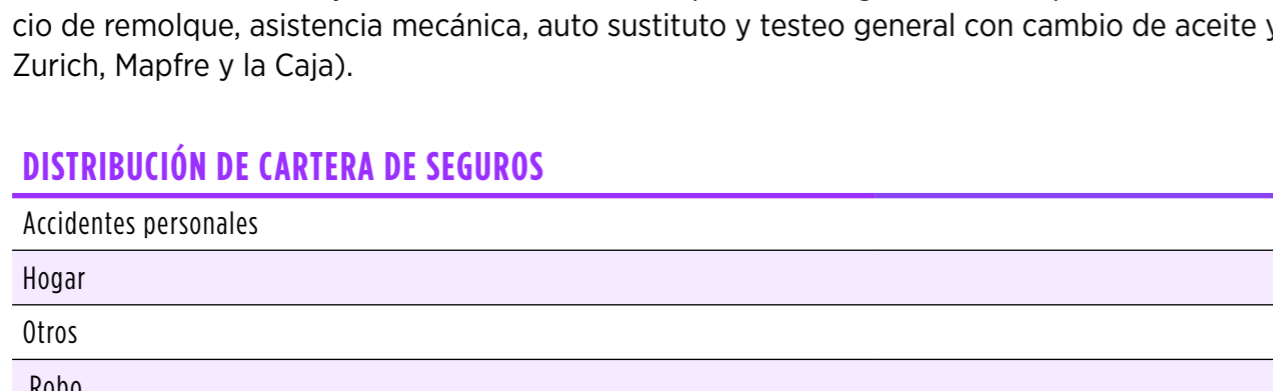 cio de remolque, asistencia mecánica, auto sustituto y testeo general con cambio de aceite y
Zurich, Mapfre y la Caja).
DISTRIBUCIÓN DE CARTERA DE SEGUROS
Accidentes personales
Hogar
Otros
Robo